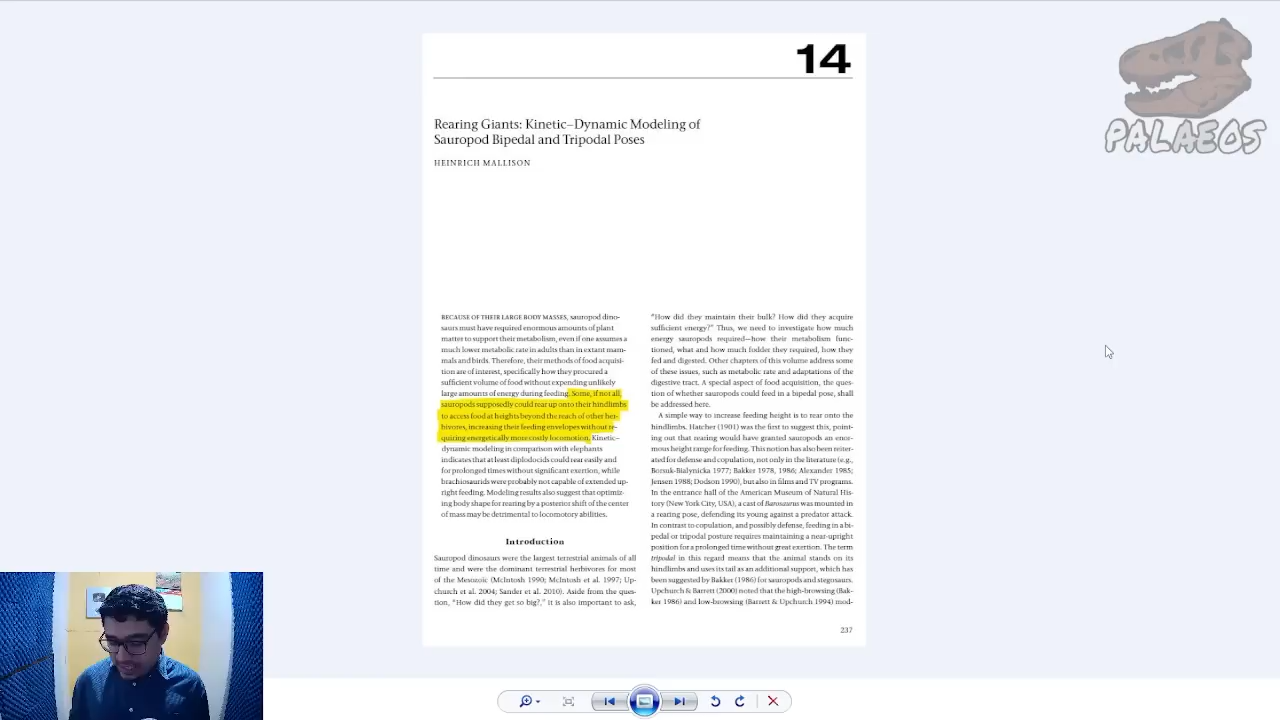 14
Rearing Giants: Kinetic–Dynamic Modeling of
Sauropod Bipedal and Tripodal Poses
HEINRICH MALLISON
BECAUSE OF THEIR LARGE BODY MASSES, sauropod dino-
saurs must have required enormous amounts of plant
matter to support their metabolism, even if one assumes a
much lower metabolic rate in adults than in extant mam-
mals and birds. Therefore, their methods of food acquisi-
tion are of interest, specifically how they procured a
sufficient volume of food without expending unlikely
large amounts of energy during feeding. Some, if not all,
sauropods supposedly could rear up onto their hindlimbs
to access food at heights beyond the reach of other her-
bivores, increasing their feeding envelopes without re-
quiring energetically more costly locomotion. Kinetic–
dynamic modeling in comparison with elephants
indicates that at least diplodocids could rear easily and
for prolonged times without significant exertion, while
brachiosaurids were probably not capable of extended up-
right feeding. Modeling results also suggest that optimiz-
ing body shape for rearing by a posterior shift of the center
of mass may be detrimental to locomotory abilities.
Introduction
Sauropod dinosaurs were the largest terrestrial animals of all
time and were the dominant terrestrial herbivores for most
of the Mesozoic (McIntosh 1990; McIntosh et al. 1997; Up-
church et al. 2004; Sander et al. 2010). Aside from the ques-
tion, “How did they get so big?,” it is also important to ask,
“How did they maintain their bulk? How did they acquire
sufficient energy?” Thus, we need to investigate how much
energy sauropods required—how their metabolism func-
tioned, what and how much fodder they required, how they
fed and digested. Other chapters of this volume address some
of these issues, such as metabolic rate and adaptations of the
digestive tract. A special aspect of food acquisition, the ques-
tion of whether sauropods could feed in a bipedal pose, shall
be addressed here.
A simple way to increase feeding height is to rear onto the
hindlimbs. Hatcher (1901) was the first to suggest this, point-
ing out that rearing would have granted sauropods an enor-
mous height range for feeding. This notion has also been reiter-
ated for defense and copulation, not only in the literature (e.g.,
Borsuk-Bialynicka 1977; Bakker 1978, 1986; Alexander 1985;
Jensen 1988; Dodson 1990), but also in films and TV programs.
In the entrance hall of the American Museum of Natural His-
tory (New York City, USA), a cast of Barosaurus was mounted in
a rearing pose, defending its young against a predator attack.
In contrast to copulation, and possibly defense, feeding in a bi-
pedal or tripodal posture requires maintaining a near-upright
position for a prolonged time without great exertion. The term
tripodal in this regard means that the animal stands on its
hindlimbs and uses its tail as an additional support, which has
been suggested by Bakker (1986) for sauropods and stegosaurs.
Upchurch & Barrett (2000) noted that the high-browsing (Bak-
ker 1986) and low-browsing (Barrett & Upchurch 1994) mod-
237
PALAEOS